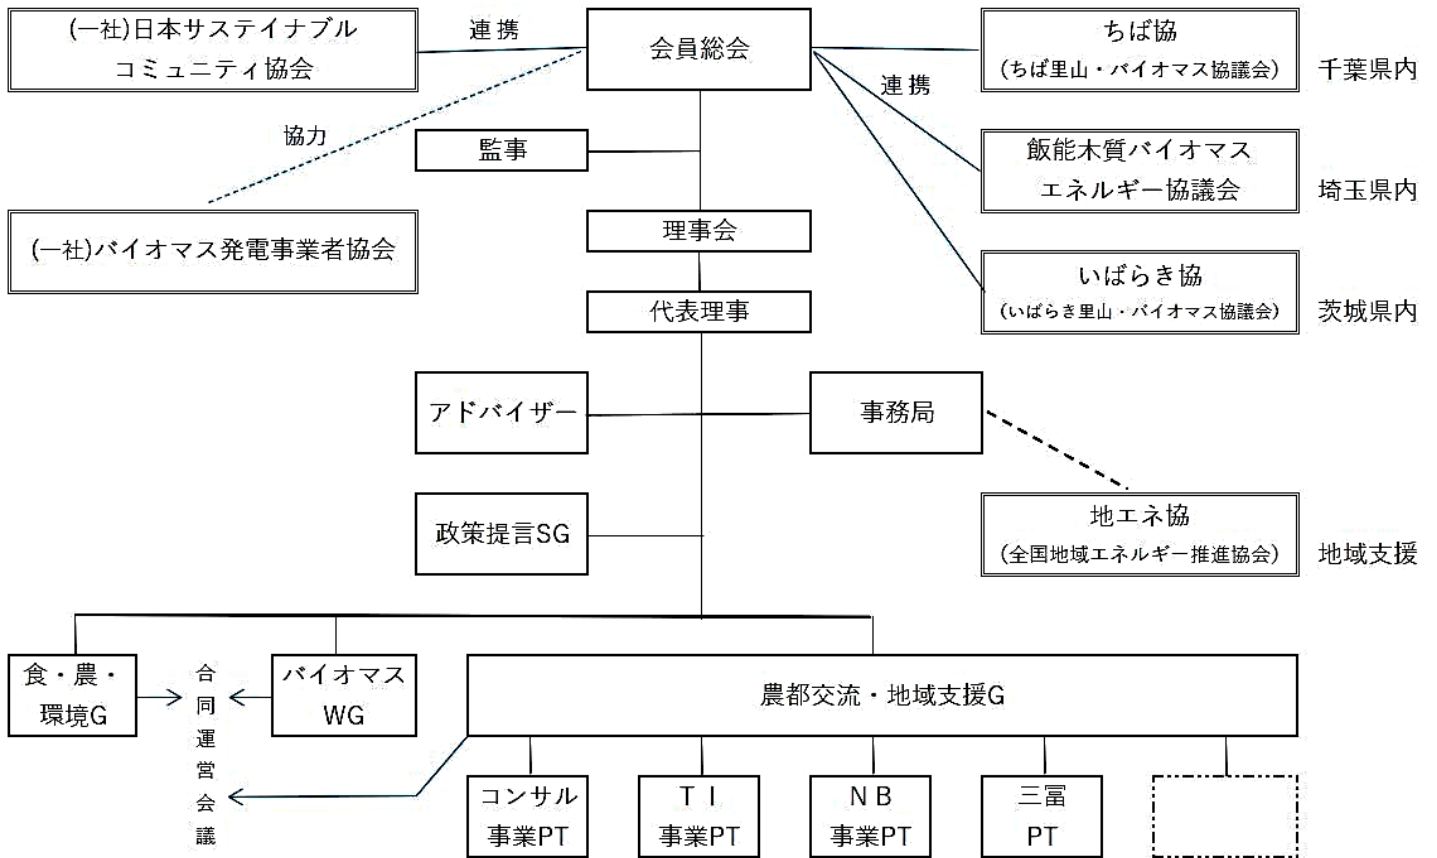 (一社)日本サステイナブル
コミュニティ協会
連携
会員総会
ちば協
(ちば里山・バイオマス協議会)
千葉県内
連携
協力
監事
飯能木質バイオマス
エネルギー協議会
埼玉県内
(一社)バイオマス発電事業者協会
理事会
いばらき協
(いばらき里山・バイオマス協議会)
茨城県内
代表理事
アドバイザー
事務局
政策提言SG
地エネ協
(全国地域エネルギー推進協会)
地域支援
食・農・
環境G
合同運営会議
バイオマス
WG
農都交流・地域支援G
コンサル
事業PT
ＴＩ
事業PT
ＮＢ
事業PT
三冨
PT